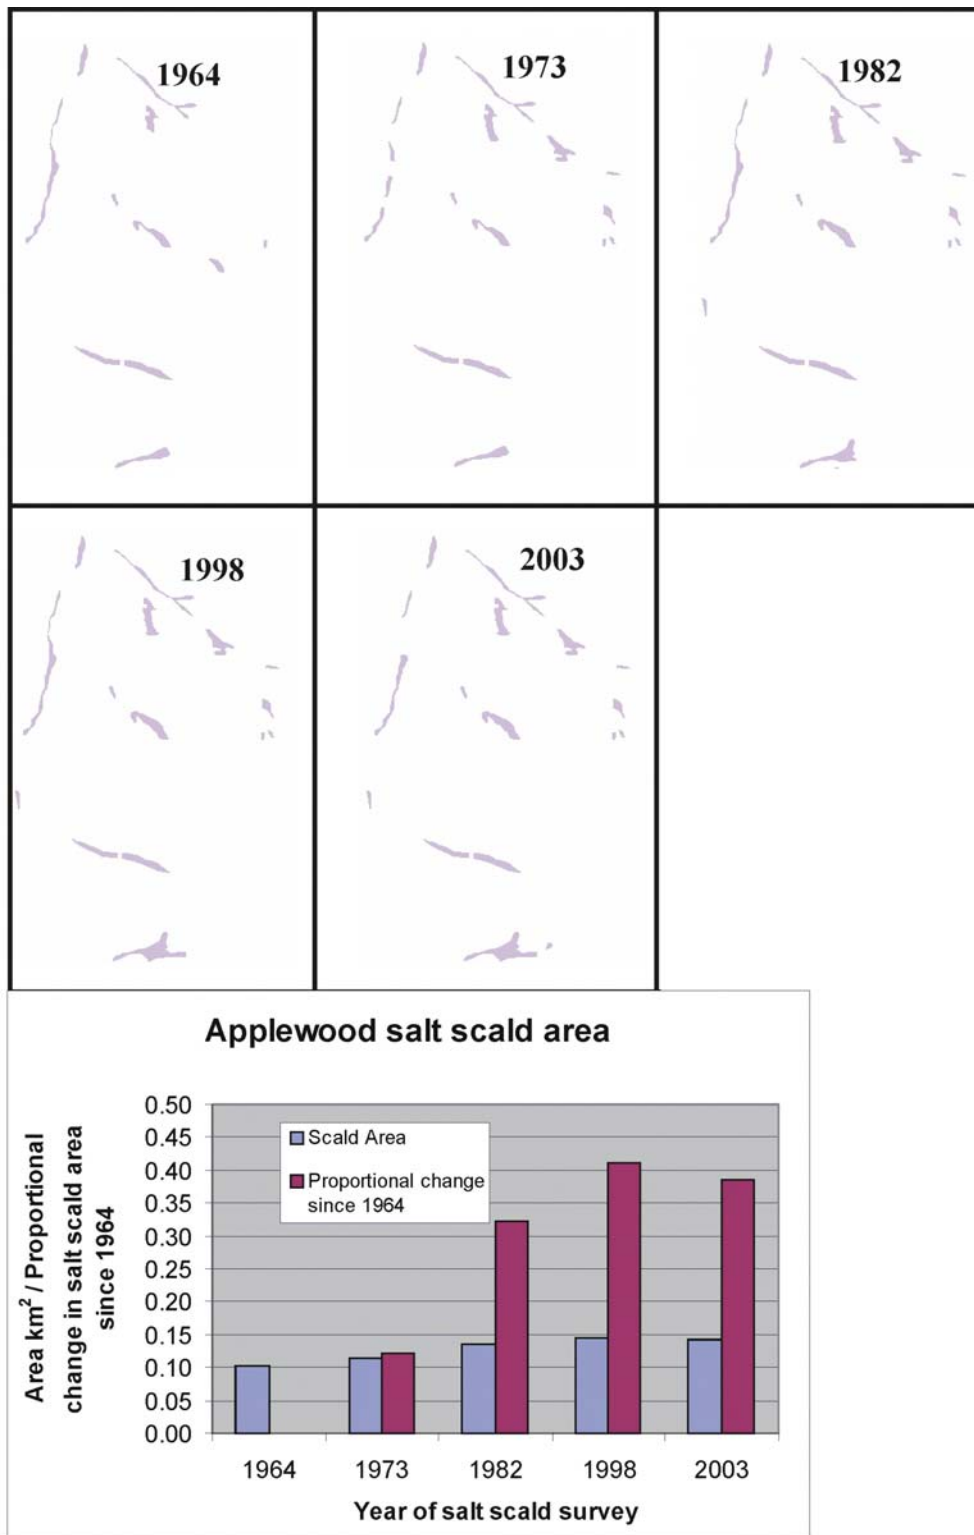 1964
1973
1982
1998
2003
Applewood salt scald area
Area km² / Proportional
change in salt scald area
since 1964
0.50
0.45
0.40
0.35
0.30
0.25
0.20
0.15
0.10
0.05
0.00
Scald Area
Proportional change
since 1964
1964 1973 1982 1998 2003
Year of salt scald survey